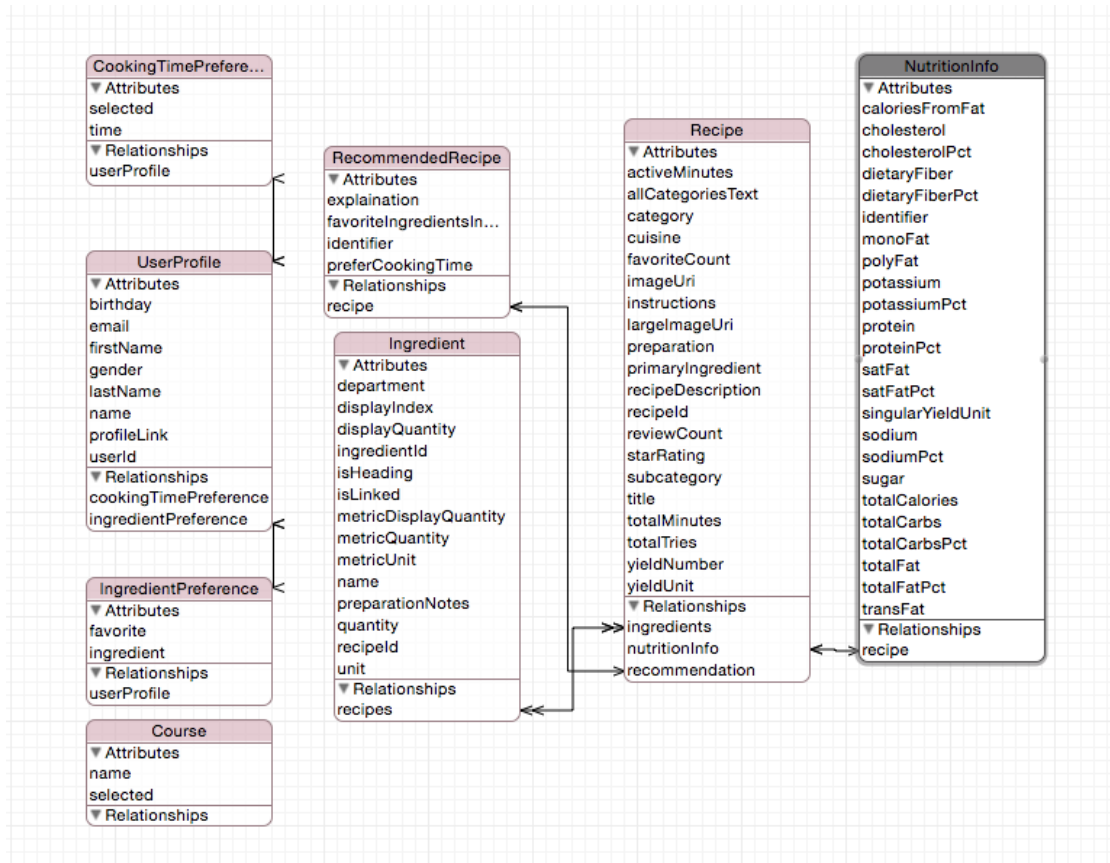 CookingTimePrefere...
Attributes
selected
time
Relationships
userProfile
UserProfile
Attributes
birthday
email
firstName
gender
lastName
name
profileLink
userId
Relationships
cookingTimePreference
ingredientPreference
IngredientPreference
Attributes
favorite
ingredient
Relationships
userProfile
Course
Attributes
name
selected
Relationships
RecommendedRecipe
Attributes
explaination
favoriteIngredientsIn...
identifier
preferCookingTime
Relationships
recipe
Ingredient
Attributes
department
displayIndex
displayQuantity
ingredientId
isHeading
isLinked
metricDisplayQuantity
metricQuantity
metricUnit
name
preparationNotes
quantity
recipeId
unit
Relationships
recipes
Recipe
Attributes
activeMinutes
allCategoriesText
category
cuisine
favoriteCount
imageUri
instructions
largeImageUri
preparation
primaryIngredient
recipeDescription
recipeId
reviewCount
starRating
subcategory
title
totalMinutes
totalTries
yieldNumber
yieldUnit
Relationships
ingredients
nutritionInfo
recommendation
NutritionInfo
Attributes
caloriesFromFat
cholesterol
cholesterolPct
dietaryFiber
dietaryFiberPct
identifier
monoFat
polyFat
potassium
potassiumPct
protein
proteinPct
satFat
satFatPct
singularYieldUnit
sodium
sodiumPct
sugar
totalCalories
totalCarbs
totalCarbsPct
totalFat
totalFatPct
transFat
Relationships
recipe